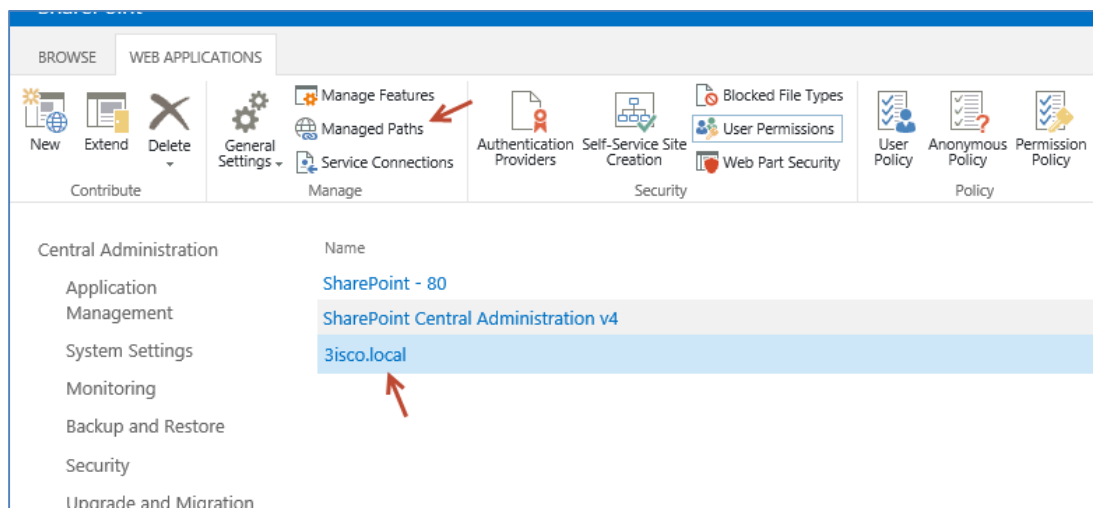 SharePoint
BROWSE WEB APPLICATIONS
New
Extend
Delete
General
Settings
Manage Features
Managed Paths
Service Connections
Authentication
Providers
Self-Service Site
Creation
Blocked File Types
User Permissions
Web Part Security
User
Policy
Anonymous
Policy
Permission
Policy
Contribute Manage Security Policy
Central Administration
Application
Management
System Settings
Monitoring
Backup and Restore
Security
Upgrade and Migration
Name
SharePoint - 80
SharePoint Central Administration v4
3isco.local